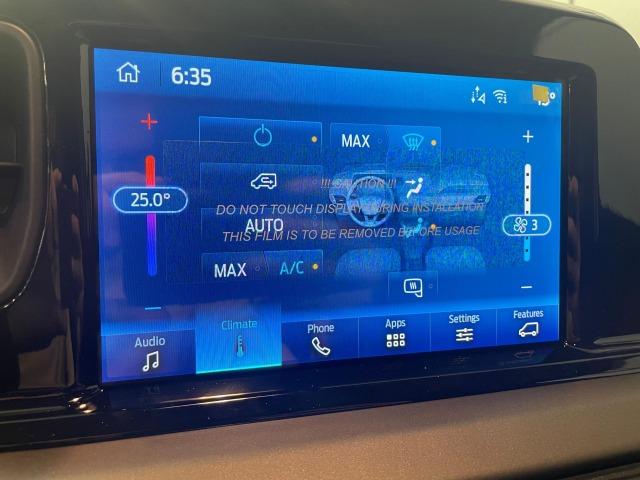 6:35
25.0°
MAX
!!! CAUTION !!!
DO NOT TOUCH DISPLAY DURING INSTALLATION
AUTO
THIS FILM IS TO BE REMOVED BEFORE USAGE
3
MAX A/C
Audio
Climate
Phone
Apps
Settings
Features